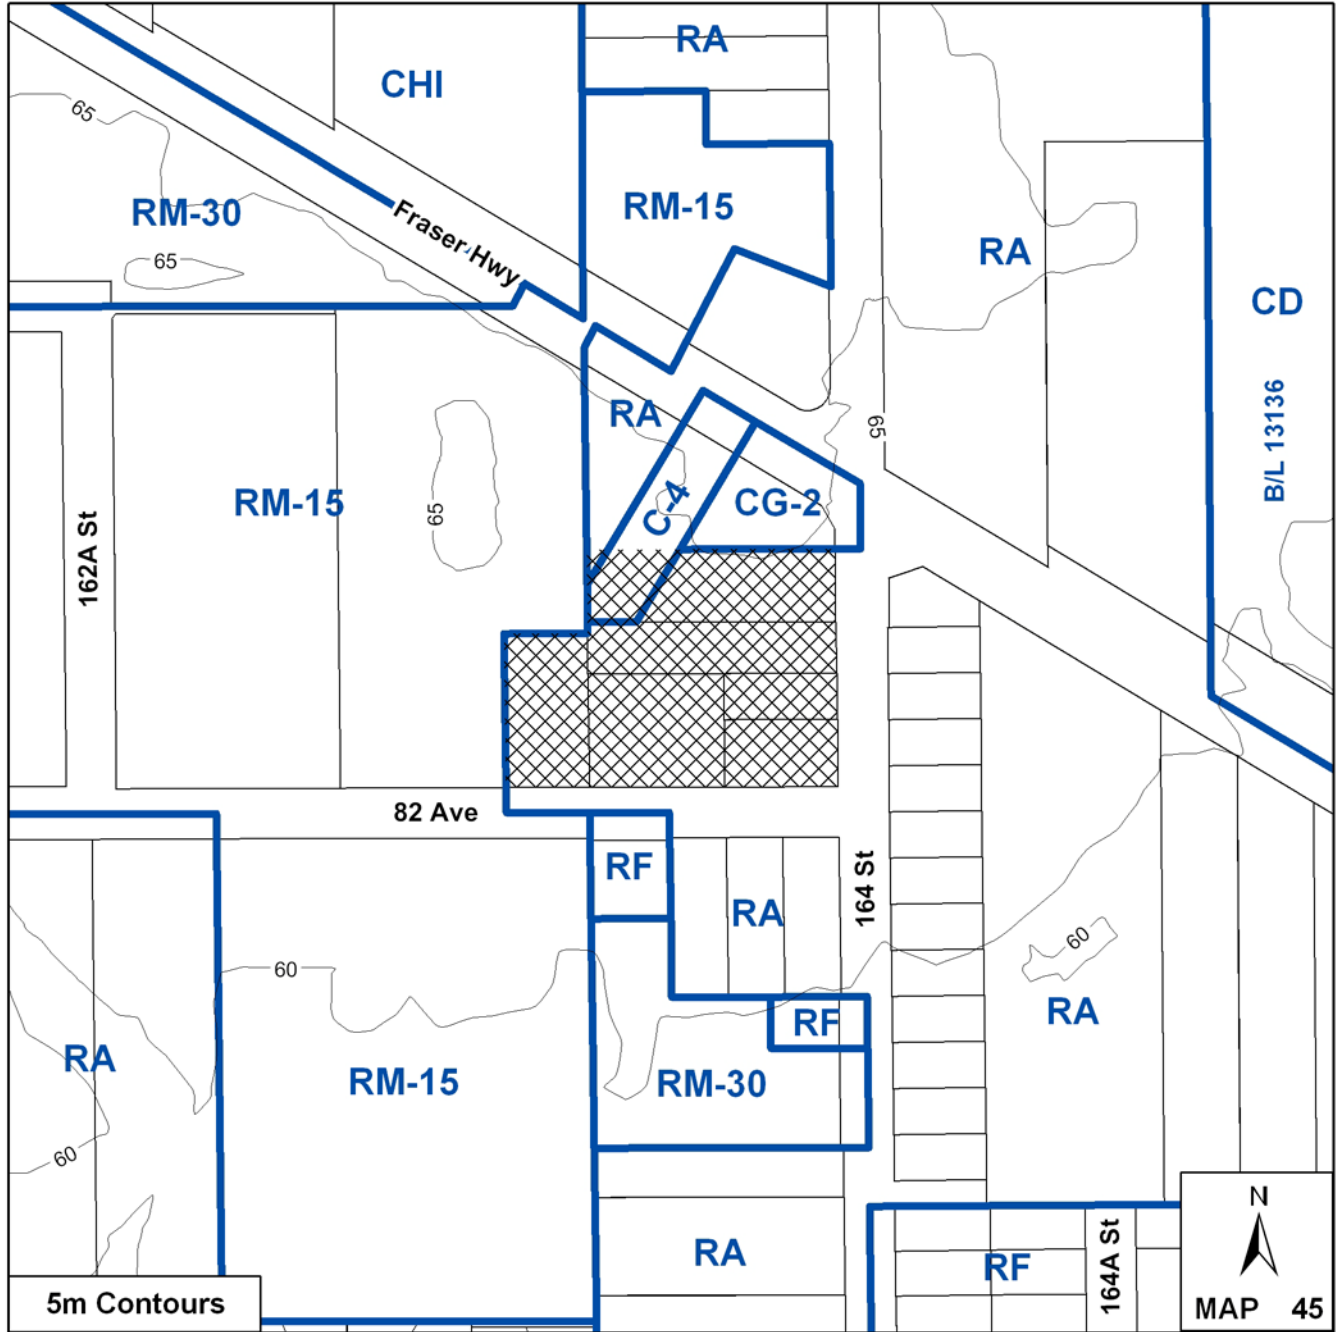 RA
CHI
65
RM-30
RM-15
Fraser Hwy
65
RA
CD
RA
B/L 13136
65
RM-15
65
C-4
CG-2
162A St
82 Ave
RF
164 St
RA
60
60
RA
RF
RA
RM-15
RM-30
60
RA
RF
164A St
N
5m Contours
MAP 45